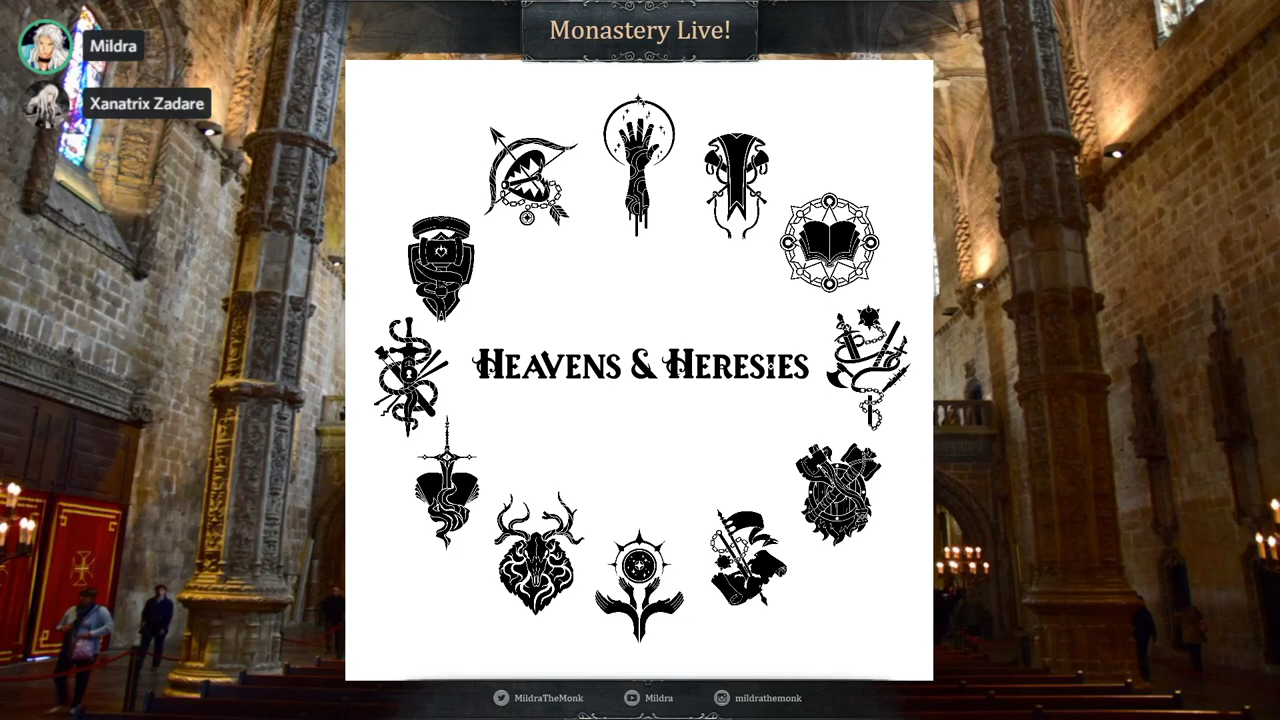 Monastery Live!
Mildra
Xanatrix Zadare
Heavens & Heresies
MildraTheMonk
Mildra
mildrathemonk